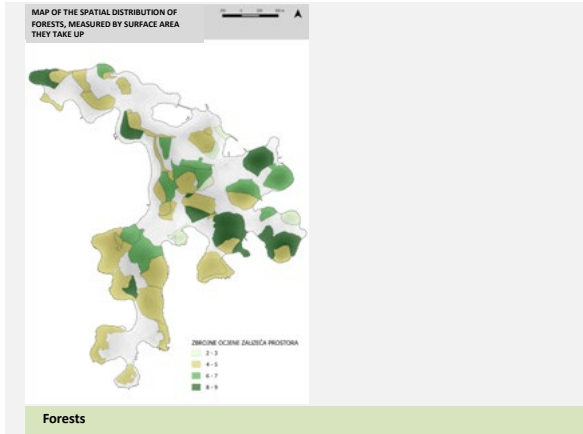 MAP OF THE SPATIAL DISTRIBUTION OF
FORESTS, MEASURED BY SURFACE AREA
THEY TAKE UP
ZBROJNE OCJENE ZAUZEĆA PROSTORA
2 - 3
4 - 5
6 - 7
8 - 9
Forests